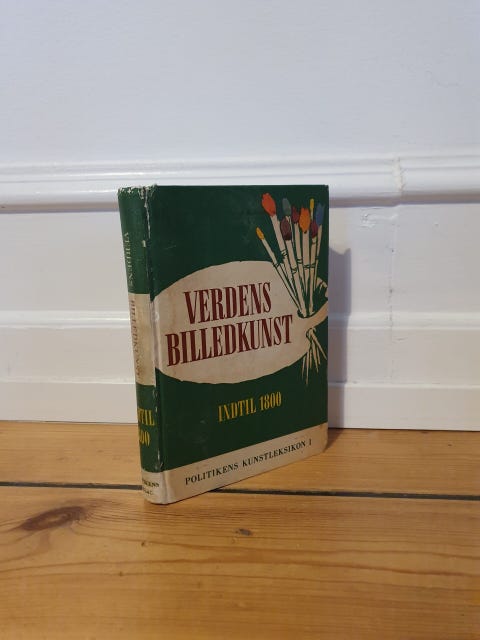 VERDENS
BILLEDKUNST
INDTIL 1800
POLITIKENS KUNSTLEKSIKON 1
VERDENS BILLEDKUNST